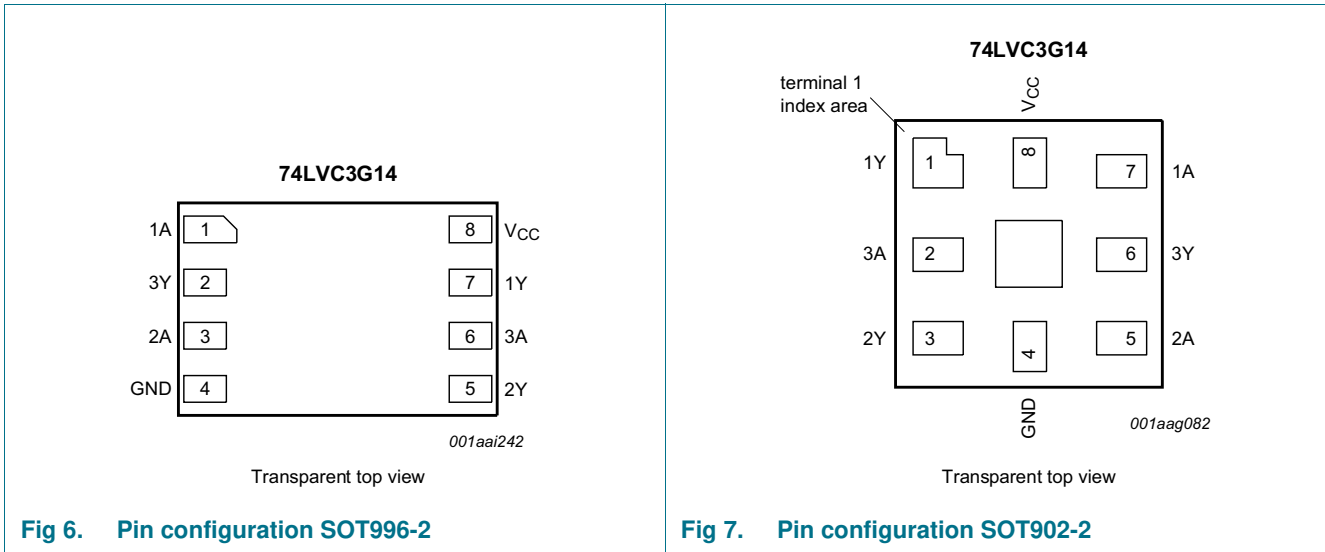 74LVC3G14
1A 1 8 VCC
3Y 2 7 1Y
2A 3 6 3A
GND 4 5 2Y
001aai242
Transparent top view
Fig 6. Pin configuration SOT996-2
74LVC3G14
terminal 1
index area
VCC
1Y 1 8 7 1A
3A 2 6 3Y
2Y 3 4 5 2A
GND
001aag082
Transparent top view
Fig 7. Pin configuration SOT902-2